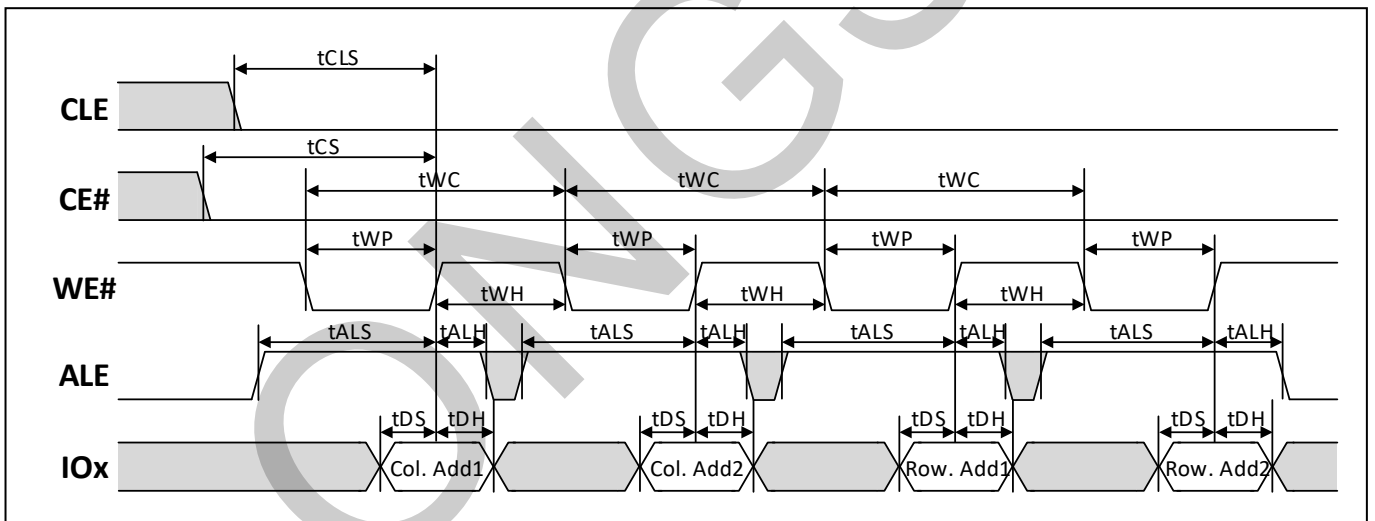 tCLS
CLE
tCS
tWC tWC tWC
CE#
tWP tWP tWP tWP
WE#
tWH tWH tWH
tALS tALH tALS tALH tALS tALH tALS tALH
ALE
tDS tDH tDS tDH tDS tDH tDS tDH
IOx Col. Add1 Col. Add2 Row. Add1 Row. Add2
ONGS